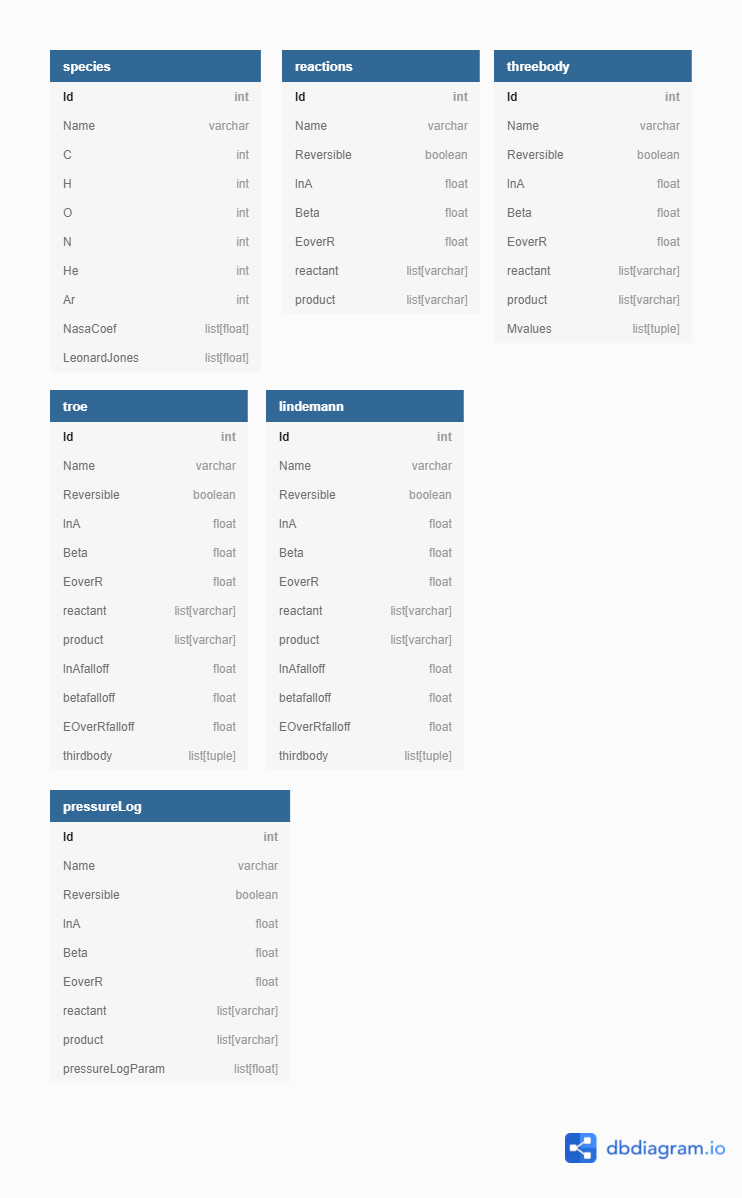 species
Id int
Name varchar
C int
H int
O int
N int
He int
Ar int
NasaCoef list[float]
LeonardJones list[float]
reactions
Id int
Name varchar
Reversible boolean
lnA float
Beta float
EoverR float
reactant list[varchar]
product list[varchar]
threebody
Id int
Name varchar
Reversible boolean
lnA float
Beta float
EoverR float
reactant list[varchar]
product list[varchar]
Mvalues list[tuple]
troe
Id int
Name varchar
Reversible boolean
lnA float
Beta float
EoverR float
reactant list[varchar]
product list[varchar]
lnAfalloff float
betafalloff float
EOverRfalloff float
thirdbody list[tuple]
lindemann
Id int
Name varchar
Reversible boolean
lnA float
Beta float
EoverR float
reactant list[varchar]
product list[varchar]
lnAfalloff float
betafalloff float
EOverRfalloff float
thirdbody list[tuple]
pressureLog
Id int
Name varchar
Reversible boolean
lnA float
Beta float
EoverR float
reactant list[varchar]
product list[varchar]
pressureLogParam list[float]
dbdiagram.io